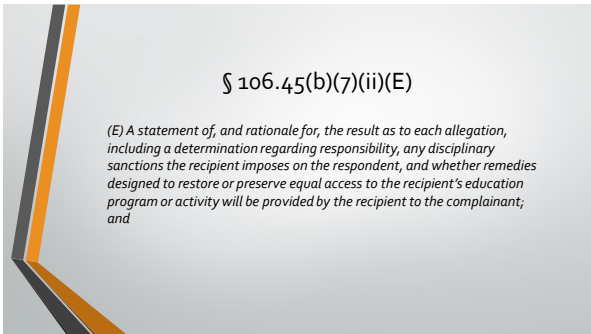 § 106.45(b)(7)(ii)(E)
(E) A statement of, and rationale for, the result as to each allegation,
including a determination regarding responsibility, any disciplinary
sanctions the recipient imposes on the respondent, and whether remedies
designed to restore or preserve equal access to the recipient’s education
program or activity will be provided by the recipient to the complainant;
and